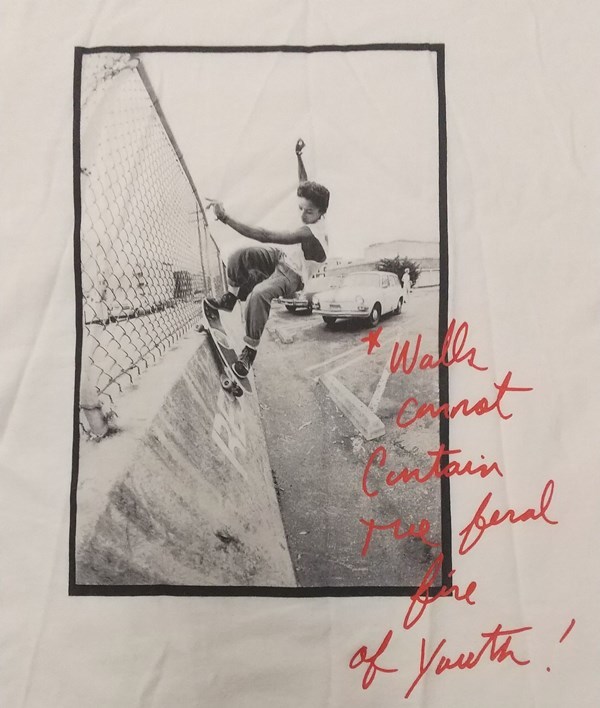 * Walls
cannot
Contain
the feral
fire
of Youth!